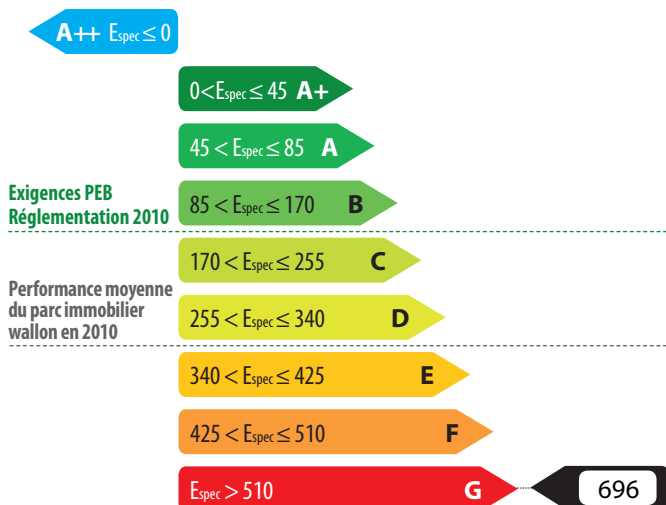 A++ Espec ≤ 0
0 < Espec ≤ 45 A+
45 < Espec ≤ 85 A
Exigences PEB
Réglementation 2010
85 < Espec ≤ 170 B
170 < Espec ≤ 255 C
Performance moyenne
du parc immobilier
wallon en 2010
255 < Espec ≤ 340 D
340 < Espec ≤ 425 E
425 < Espec ≤ 510 F
Espec > 510 G
696